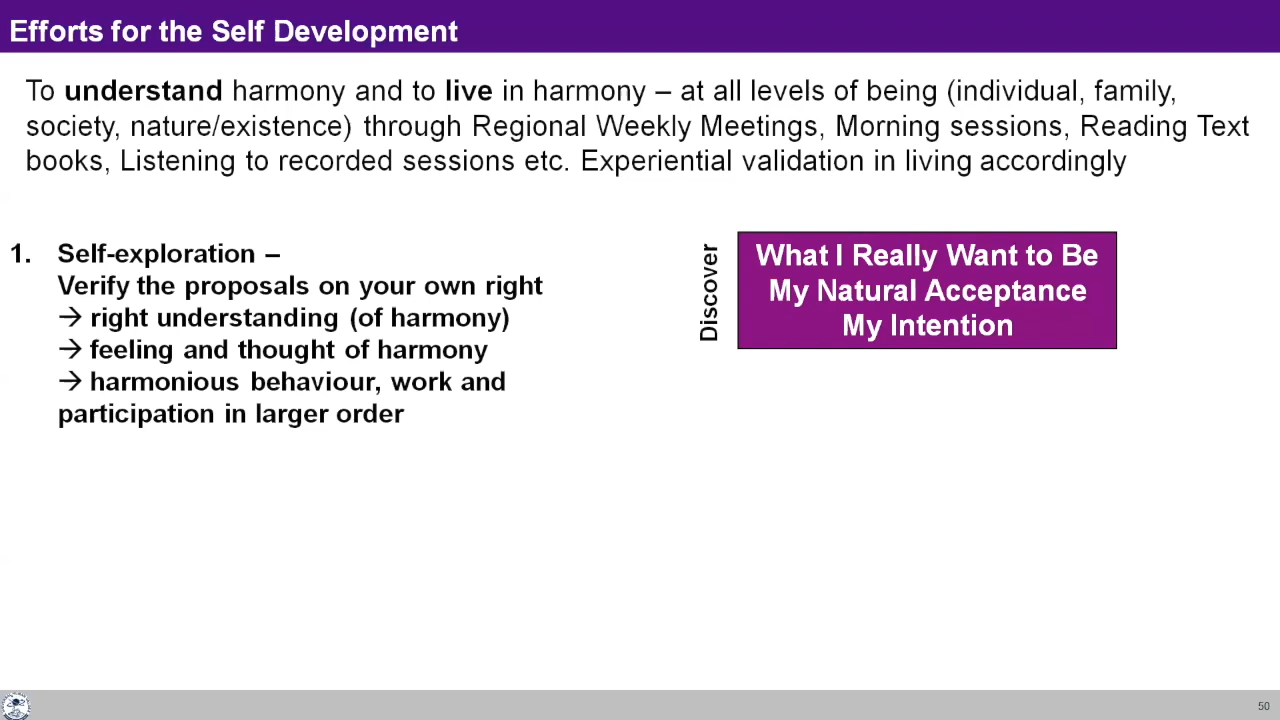 Efforts for the Self Development
To understand harmony and to live in harmony – at all levels of being (individual, family,
society, nature/existence) through Regional Weekly Meetings, Morning sessions, Reading Text
books, Listening to recorded sessions etc. Experiential validation in living accordingly
1. Self-exploration –
Verify the proposals on your own right
→ right understanding (of harmony)
→ feeling and thought of harmony
→ harmonious behaviour, work and
participation in larger order
Discover
What I Really Want to Be
My Natural Acceptance
My Intention
50